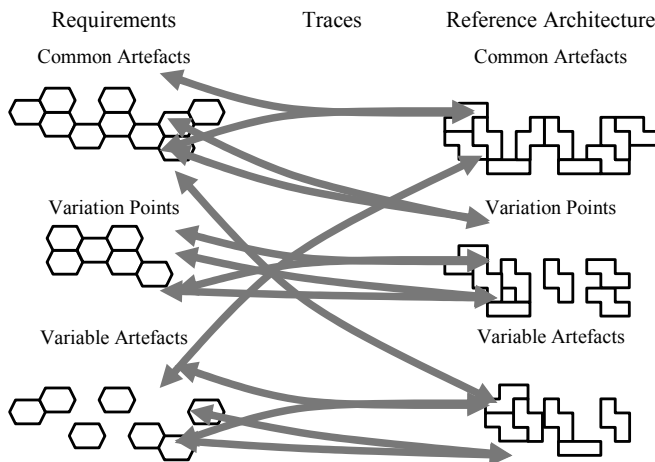 Requirements Traces Reference Architecture
Common Artefacts Common Artefacts
Variation Points Variation Points
Variable Artefacts Variable Artefacts